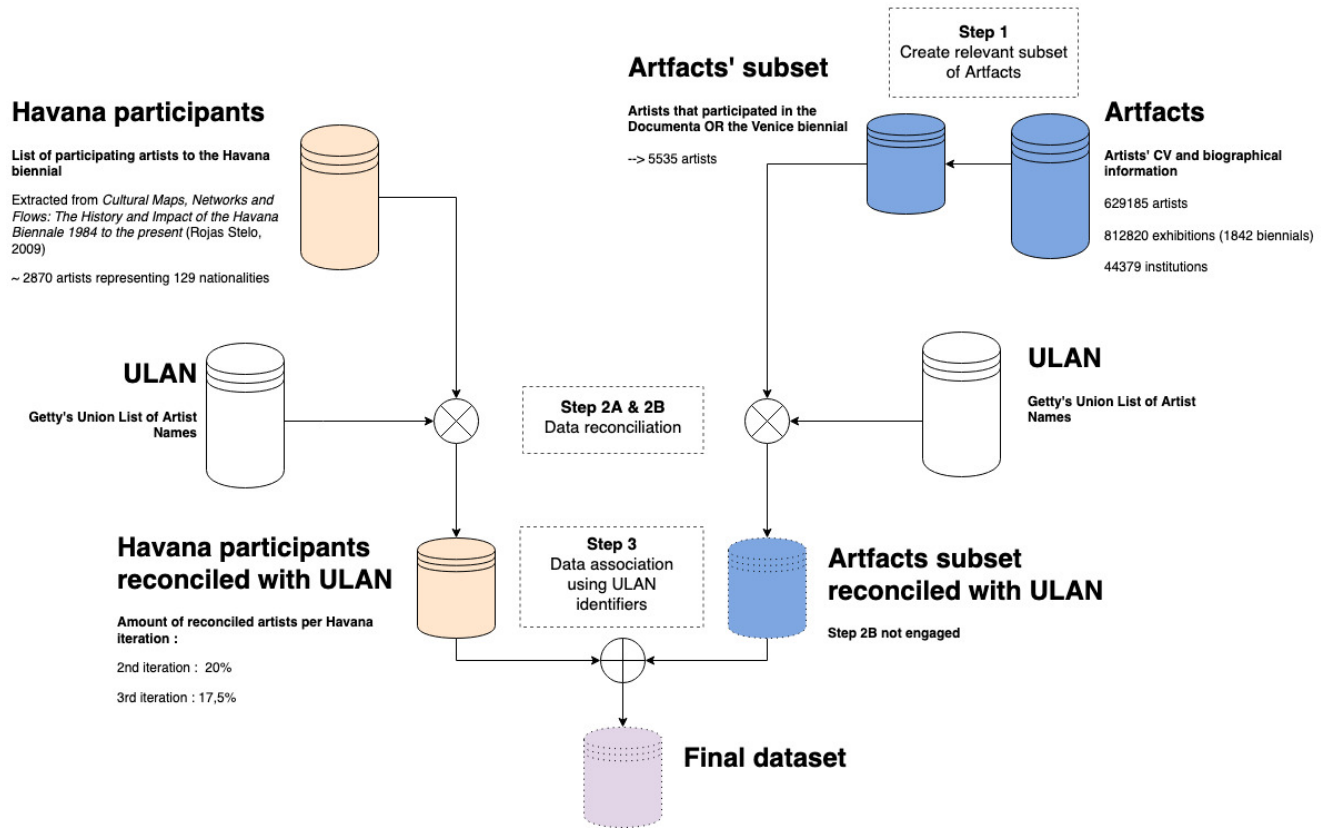 Step 1
Create relevant subset
of Artfacts
Artfacts' subset
Artists that participated in the
Documenta OR the Venice biennial
--> 5535 artists
Havana participants
List of participating artists to the Havana
biennial
Extracted from Cultural Maps, Networks and
Flows: The History and Impact of the Havana
Biennale 1984 to the present (Rojas Stelo,
2009)
~ 2870 artists representing 129 nationalities
Artfacts
Artists' CV and biographical
information
629185 artists
812820 exhibitions (1842 biennials)
44379 institutions
ULAN
Getty's Union List of Artist
Names
Step 2A & 2B
Data reconciliation
ULAN
Getty's Union List of Artist
Names
Havana participants
reconciled with ULAN
Amount of reconciled artists per Havana
iteration :
2nd iteration : 20%
3rd iteration : 17,5%
Step 3
Data association
using ULAN
identifiers
Artfacts subset
reconciled with ULAN
Step 2B not engaged
Final dataset